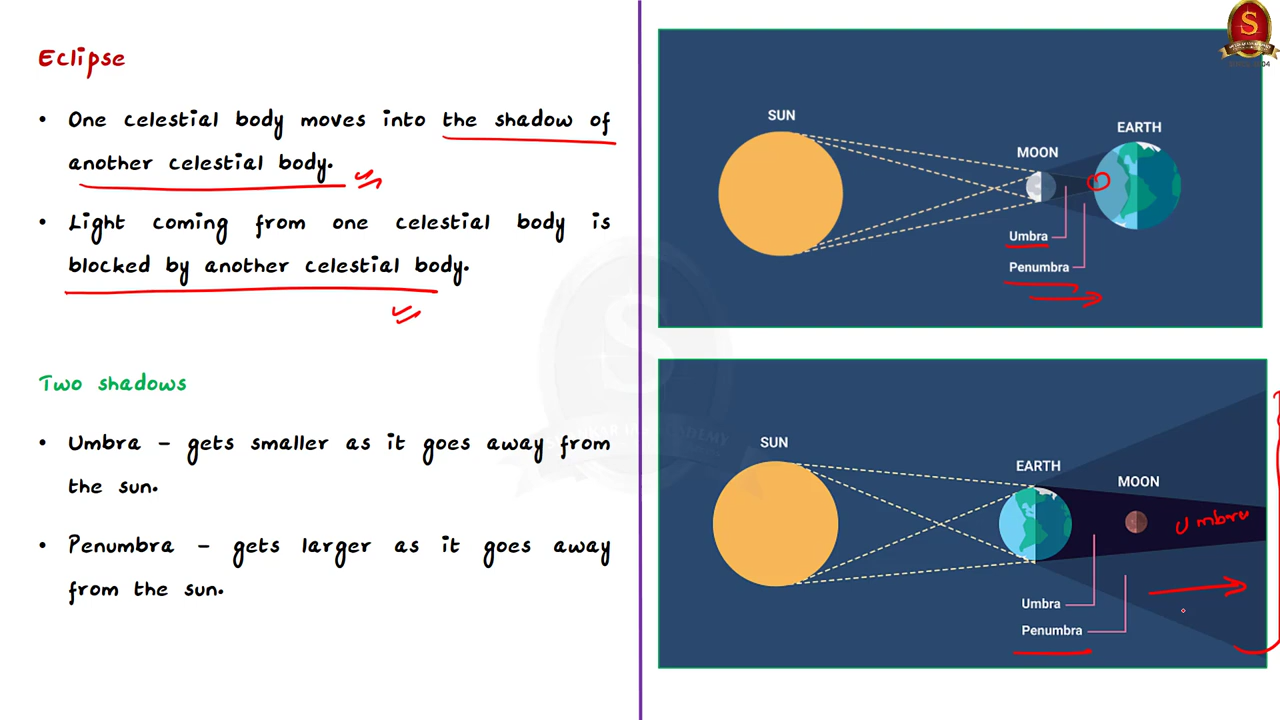 Eclipse
• One celestial body moves into the shadow of
another celestial body.
• Light coming from one celestial body is
blocked by another celestial body.
Two shadows
• Umbra – gets smaller as it goes away from
the sun.
• Penumbra – gets larger as it goes away
from the sun.
S
SUN
EARTH
MOON
Umbra
Penumbra
SUN
EARTH
MOON
Umbra
Umbra
Penumbra